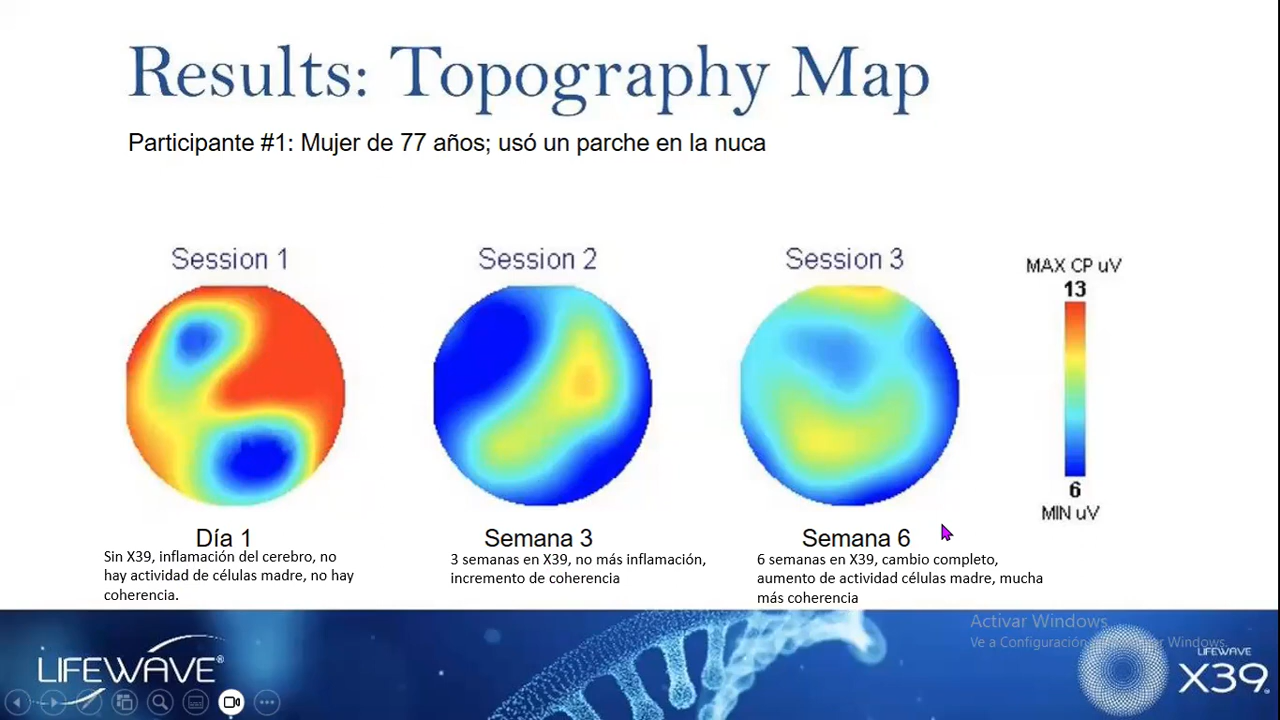 Results: Topography Map
Participante #1: Mujer de 77 años; usó un parche en la nuca
Session 1
Session 2
Session 3
MAX CP uV
13
6
MIN uV
Día 1
Sin X39, inflamación del cerebro, no
hay actividad de células madre, no hay
coherencia.
Semana 3
3 semanas en X39, no más inflamación,
incremento de coherencia
Semana 6
6 semanas en X39, cambio completo,
aumento de actividad células madre, mucha
más coherencia
Activar Windows
Ve a Configuración Windows.
LIFEWAVE®
LIFEWAVE
X39®